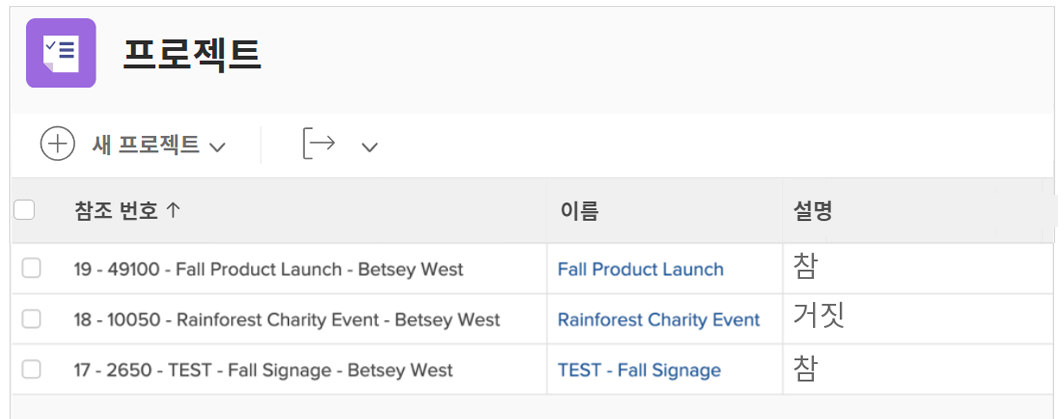 프로젝트
새 프로젝트
참조 번호 ↑ 이름 설명
19 - 49100 - Fall Product Launch - Betsey West Fall Product Launch 참
18 - 10050 - Rainforest Charity Event - Betsey West Rainforest Charity Event 거짓
17 - 2650 - TEST - Fall Signage - Betsey West TEST - Fall Signage 참